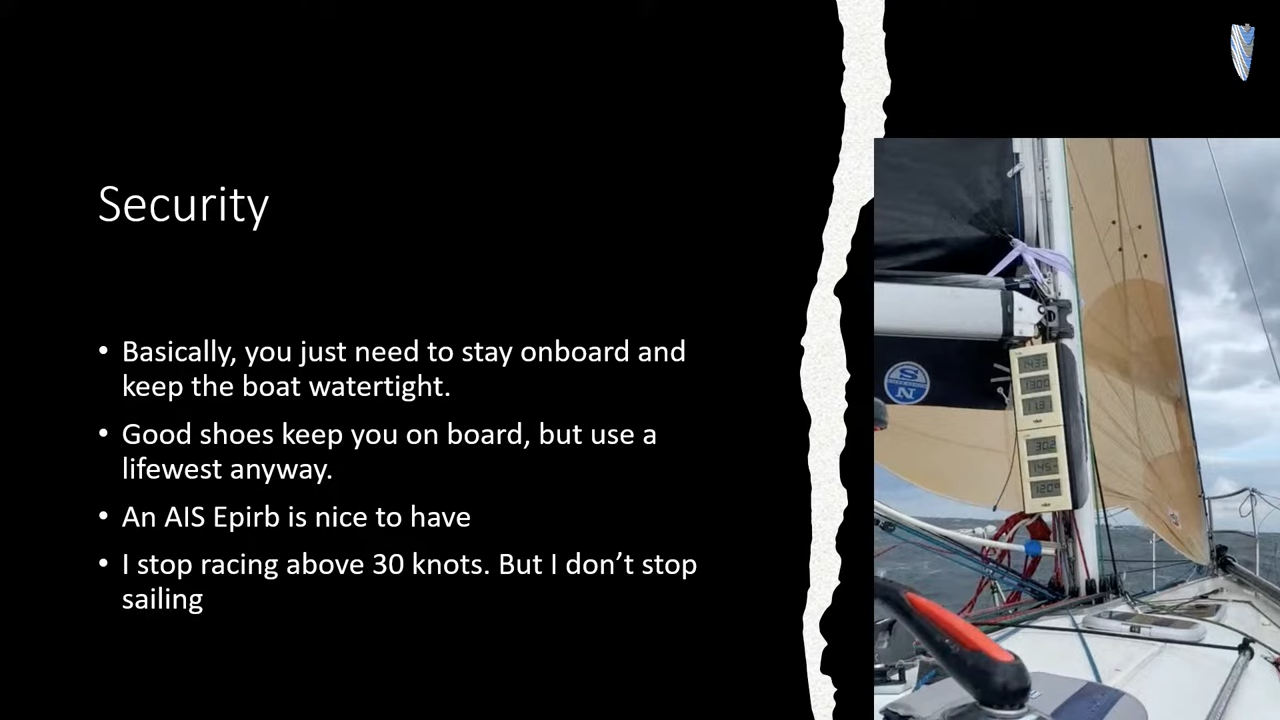 Security
• Basically, you just need to stay onboard and
keep the boat watertight.
• Good shoes keep you on board, but use a
lifewest anyway.
• An AIS Epirb is nice to have
• I stop racing above 30 knots. But I don’t stop
sailing
S
N
1300